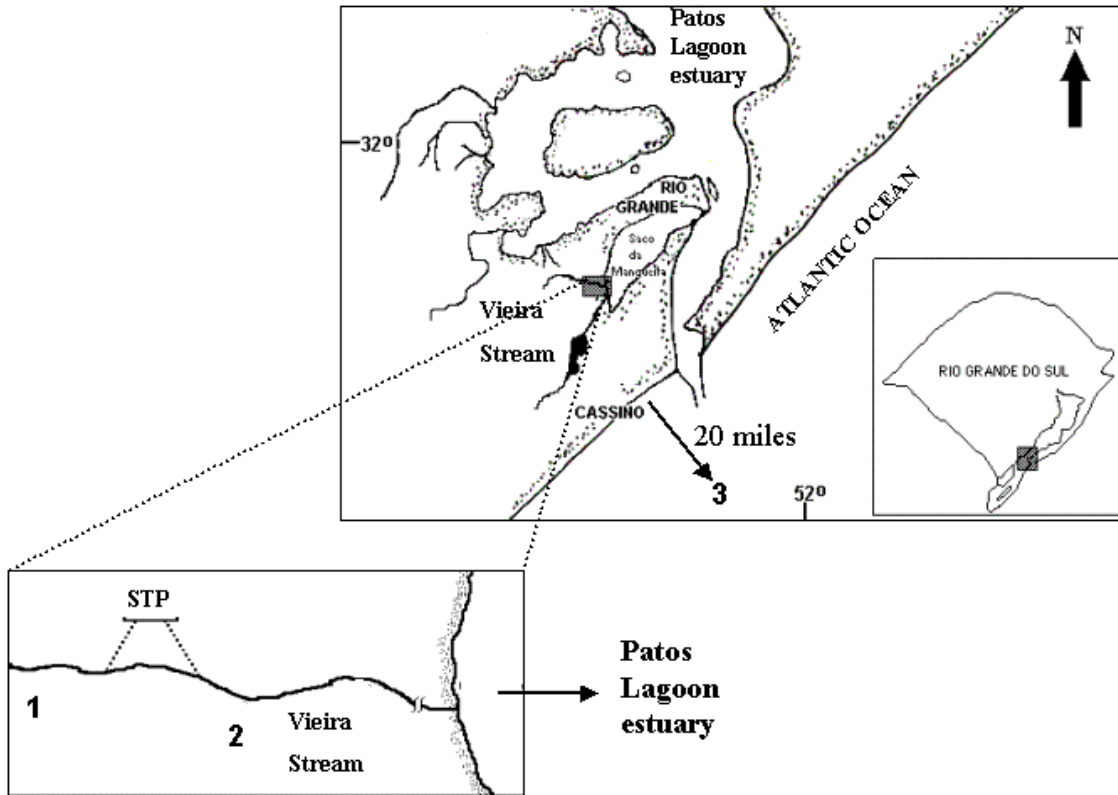 Patos
Lagoon
estuary
N
32º
RIO
GRANDE
Saco
da
Mangueira
ATLANTIC OCEAN
Vieira
Stream
RIO GRANDE DO SUL
CASSINO
20 miles
3
52º
STP
1
2
Vieira
Stream
Patos
Lagoon
estuary